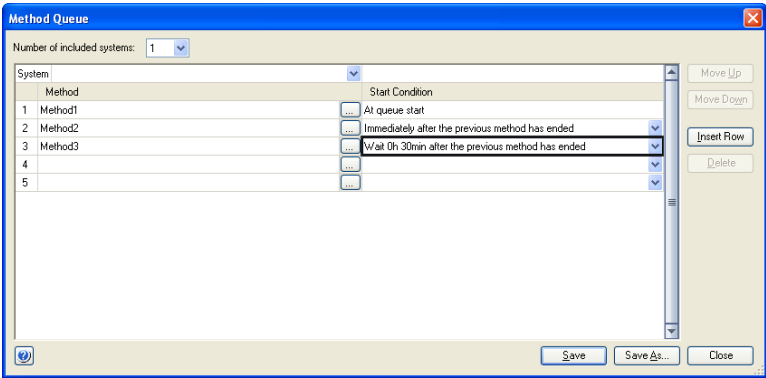 Method Queue
Number of included systems: 1
System
Method Start Condition
Move Up
Move Down
1 Method1 ... At queue start
2 Method2 ... Immediately after the previous method has ended
Insert Row
3 Method3 ... Wait 0h 30min after the previous method has ended
Delete
4 ...
5 ...
Save Save As... Close